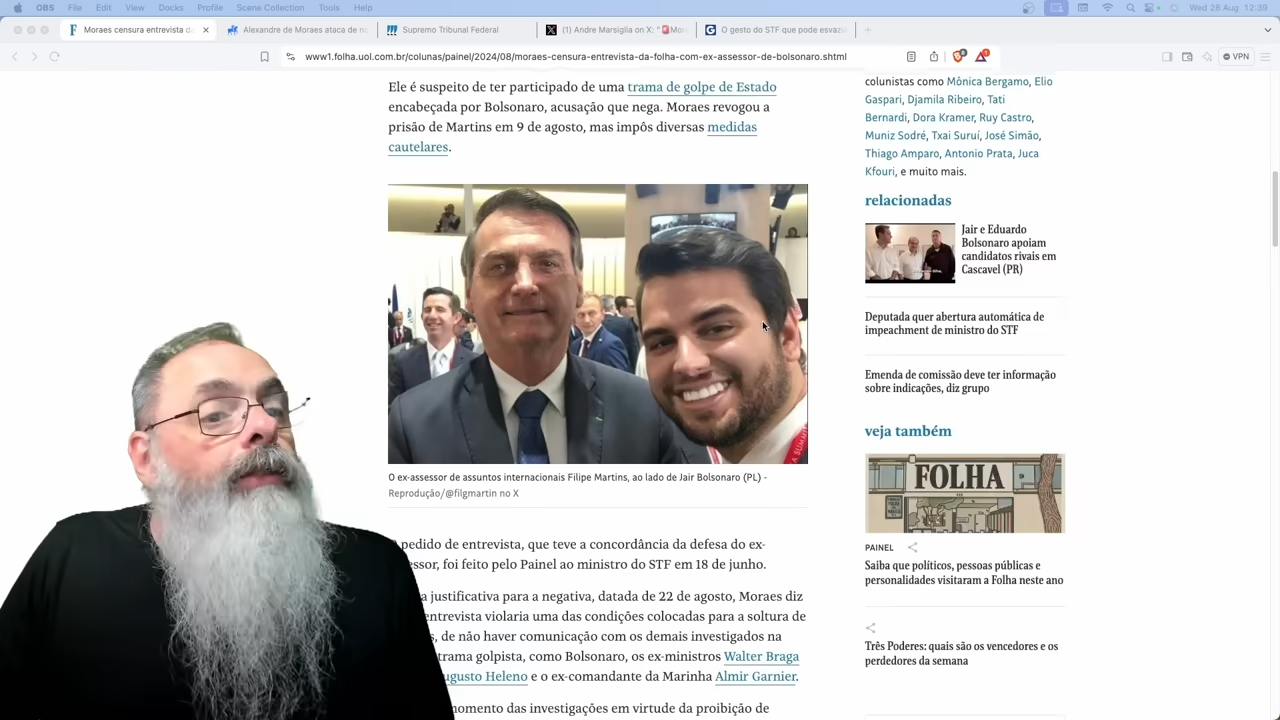 Moraes censura entrevista d
Alexandre de Moraes ataca de no
Supremo Tribunal Federal
(1) Andre Marsiglia on X: "🚨Mor
O gesto do STF que pode esvazi
Wed 28 Aug 12:39
www1.folha.uol.com.br/colunas/painel/2024/08/moraes-censura-entrevista-da-folha-com-ex-assessor-de-bolsonaro.shtml
VPN
Ele é suspeito de ter participado de uma trama de golpe de Estado
encabeçada por Bolsonaro, acusação que nega. Moraes revogou a
prisão de Martins em 9 de agosto, mas impôs diversas medidas
cautelares.
O ex-assessor de assuntos internacionais Filipe Martins, ao lado de Jair Bolsonaro (PL) -
Reprodução/@filgmartin no X
pedido de entrevista, que teve a concordância da defesa do ex-
essor, foi feito pelo Painel ao ministro do STF em 18 de junho.
a justificativa para a negativa, datada de 22 de agosto, Moraes diz
entrevista violaria uma das condições colocadas para a soltura de
s, de não haver comunicação com os demais investigados na
trama golpista, como Bolsonaro, os ex-ministros Walter Braga
ugusto Heleno e o ex-comandante da Marinha Almir Garnier.
momento das investigações em virtude da proibição de
colunistas como Mônica Bergamo, Elio
Gaspari, Djamila Ribeiro, Tati
Bernardi, Dora Kramer, Ruy Castro,
Muniz Sodré, Txai Suruí, José Simão,
Thiago Amparo, Antonio Prata, Juca
Kfouri, e muito mais.
relacionadas
Jair e Eduardo
Bolsonaro apoiam
candidatos rivais em
Cascavel (PR)
Deputada quer abertura automática de
impeachment de ministro do STF
Emenda de comissão deve ter informação
sobre indicações, diz grupo
veja também
FOLHA
PAINEL
Saiba que políticos, pessoas públicas e
personalidades visitaram a Folha neste ano
Três Poderes: quais são os vencedores e os
perdedores da semana